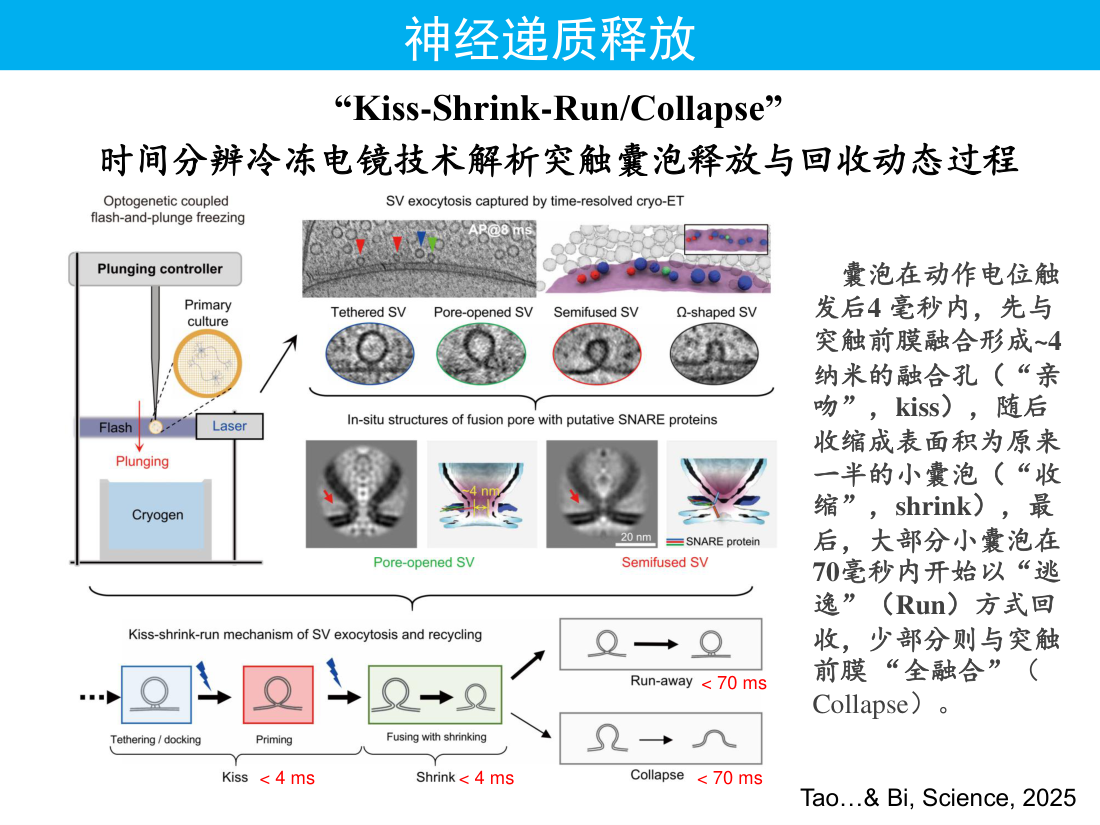 神经递质释放
“Kiss-Shrink-Run/Collapse”
时间分辨冷冻电镜技术解析突触囊泡释放与回收动态过程
Optogenetic coupled
flash-and-plunge freezing
Plunging controller
Primary
culture
Flash
Laser
Plunging
Cryogen
SV exocytosis captured by time-resolved cryo-ET
AP@8 ms
Tethered SV
Pore-opened SV
Semifused SV
Ω-shaped SV
In-situ structures of fusion pore with putative SNARE proteins
~4 nm
20 nm
SNARE protein
Pore-opened SV
Semifused SV
Kiss-shrink-run mechanism of SV exocytosis and recycling
Tethering / docking
Priming
Fusing with shrinking
Kiss < 4 ms
Shrink < 4 ms
Run-away < 70 ms
Collapse < 70 ms
囊泡在动作电位触
发后4 毫秒内，先与
突触前膜融合形成~4
纳米的融合孔（“亲
吻”，kiss），随后
收缩成表面积为原来
一半的小囊泡（“收
缩”，shrink），最
后，大部分小囊泡在
70毫秒内开始以“逃
逸”（Run）方式回
收，少部分则与突触
前膜 “全融合”（
Collapse）。
Tao…& Bi, Science, 2025